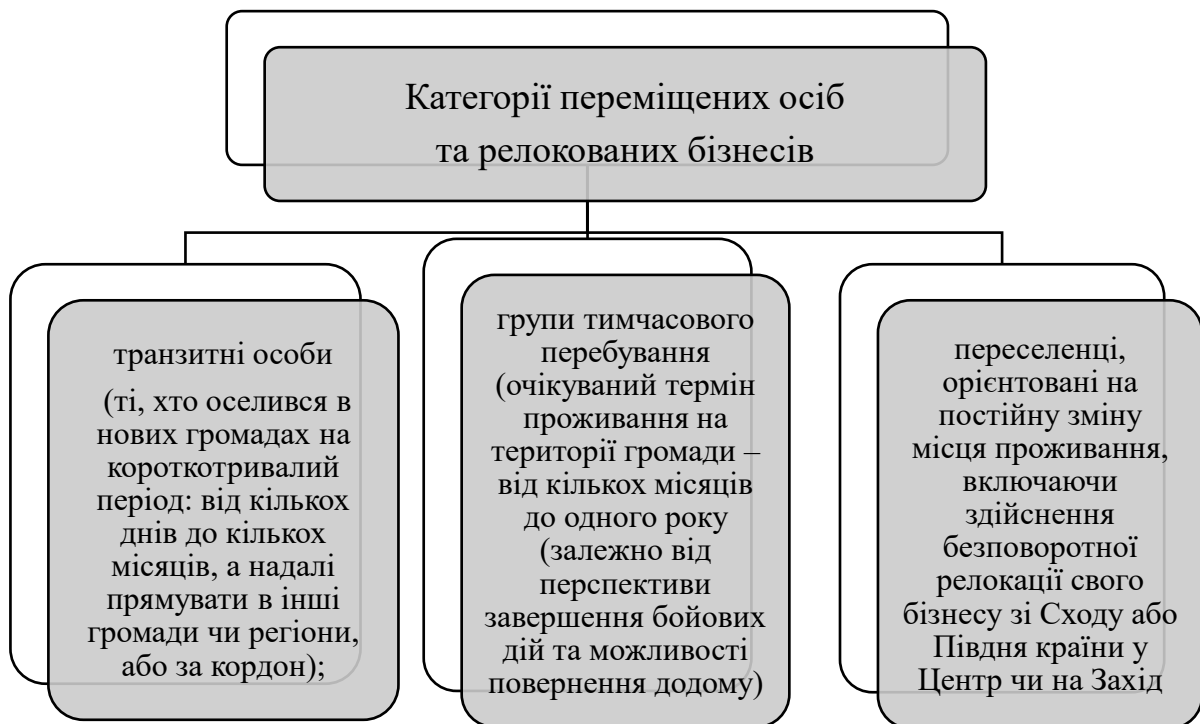 Категорії переміщених осіб
та релокованих бізнесів
транзитні особи
(ті, хто оселився в
нових громадах на
короткотривалий
період: від кількох
днів до кількох
місяців, а надалі
прямувати в інші
громади чи регіони,
або за кордон);
групи тимчасового
перебування
(очікуваний термін
проживання на
території громади –
від кількох місяців
до одного року
(залежно від
перспективи
завершення бойових
дій та можливості
повернення додому)
переселенці,
орієнтовані на
постійну зміну
місця проживання,
включаючи
здійснення
безповоротної
релокації свого
бізнесу зі Сходу або
Півдня країни у
Центр чи на Захід